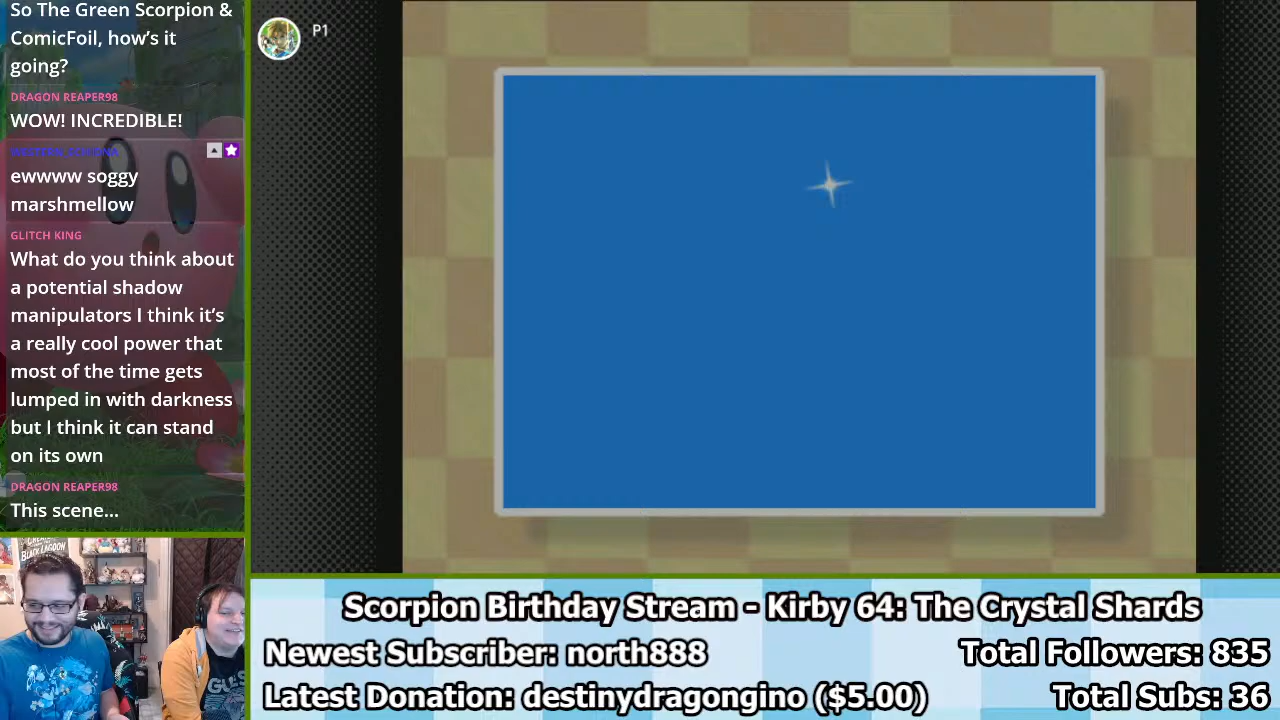 So The Green Scorpion &
ComicFoil, how's it
going?
DRAGON REAPER98
WOW! INCREDIBLE!
ewwww soggy
marshmellow
GLITCH KING
What do you think about
a potential shadow
manipulators I think it's
a really cool power that
most of the time gets
lumped in with darkness
but I think it can stand
on its own
DRAGON REAPER98
This scene...
P1
BLACK LAGOON
Scorpion Birthday Stream - Kirby 64: The Crystal Shards
Newest Subscriber: north888
Total Followers: 835
Latest Donation: destinydragongino ($5.00)
Total Subs: 36